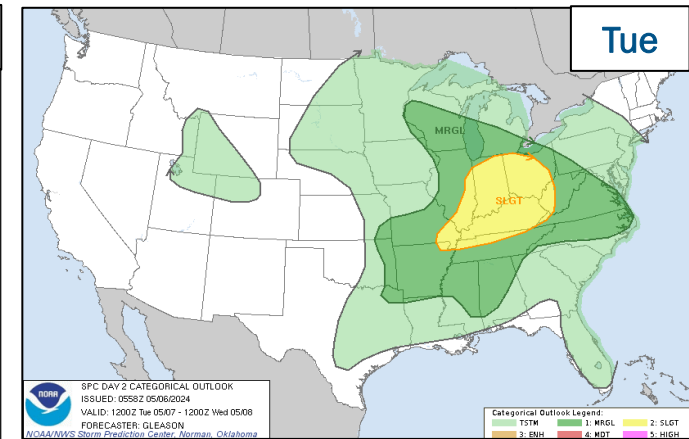 Tue
MRGL
SLGT
NOAA
SPC DAY 2 CATEGORICAL OUTLOOK
ISSUED: 0558Z 05/06/2024
VALID: 1200Z Tue 05/07 - 1200Z Wed 05/08
FORECASTER: GLEASON
NOAA/NWS Storm Prediction Center, Norman, Oklahoma
Categorical Outlook Legend:
TSTM 1: MRGL 2: SLGT
3: ENH 4: MDT 5: HIGH